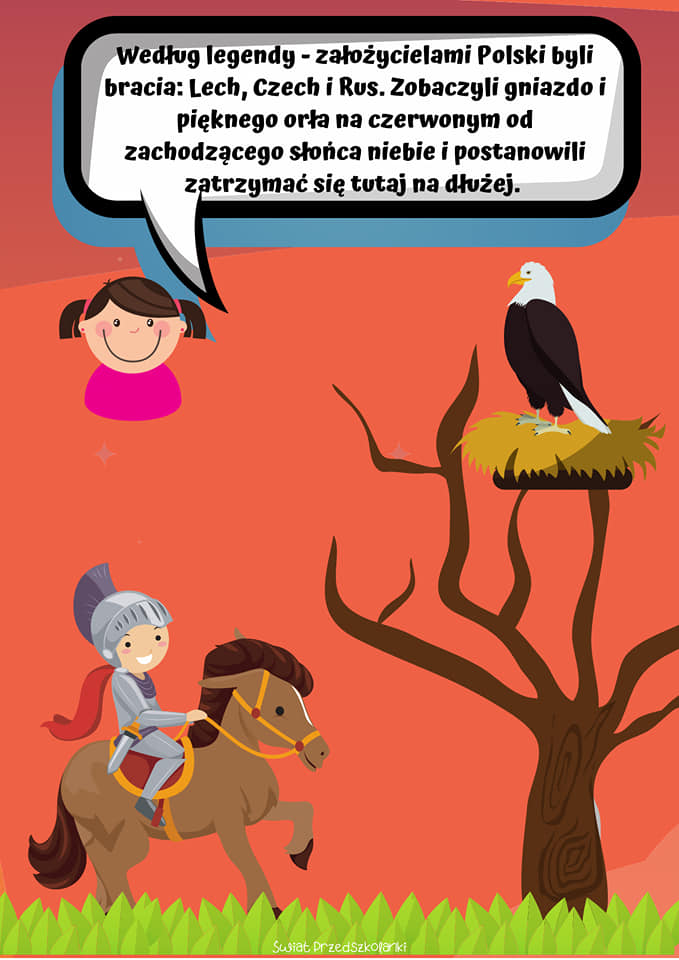 Według legendy - założycielami Polski byli
bracia: Lech, Czech i Rus. Zobaczyli gniazdo i
pięknego orła na czerwonym od
zachodzącego słońca niebie i postanowili
zatrzymać się tutaj na dłużej.
Świat Przedszkolanki